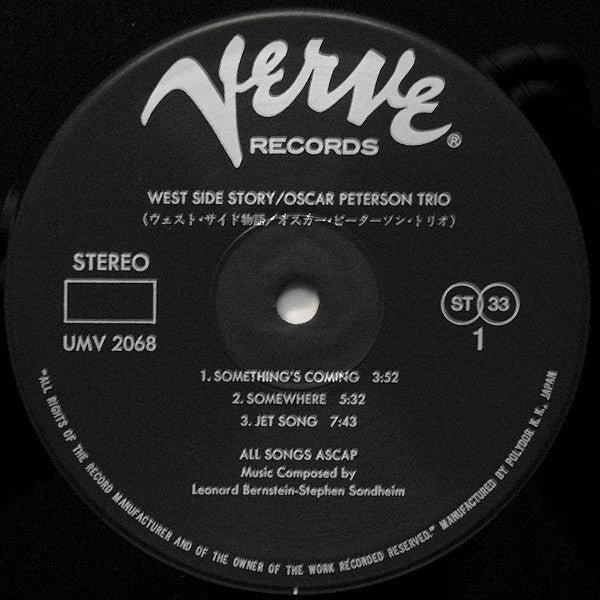 Verve®
RECORDS
WEST SIDE STORY/OSCAR PETERSON TRIO
(ウェスト・サイド物語/オスカー・ピーターソン・トリオ)
STEREO
UMV 2068
ST 33
1
1. SOMETHING'S COMING 3:52
2. SOMEWHERE 5:32
3. JET SONG 7:43
ALL SONGS ASCAP
Music Composed by
Leonard Bernstein-Stephen Sondheim
"ALL RIGHTS OF THE RECORD MANUFACTURER AND OF THE OWNER OF THE WORK RECORDED RESERVED." MANUFACTURED BY POLYDOR K.K. JAPAN